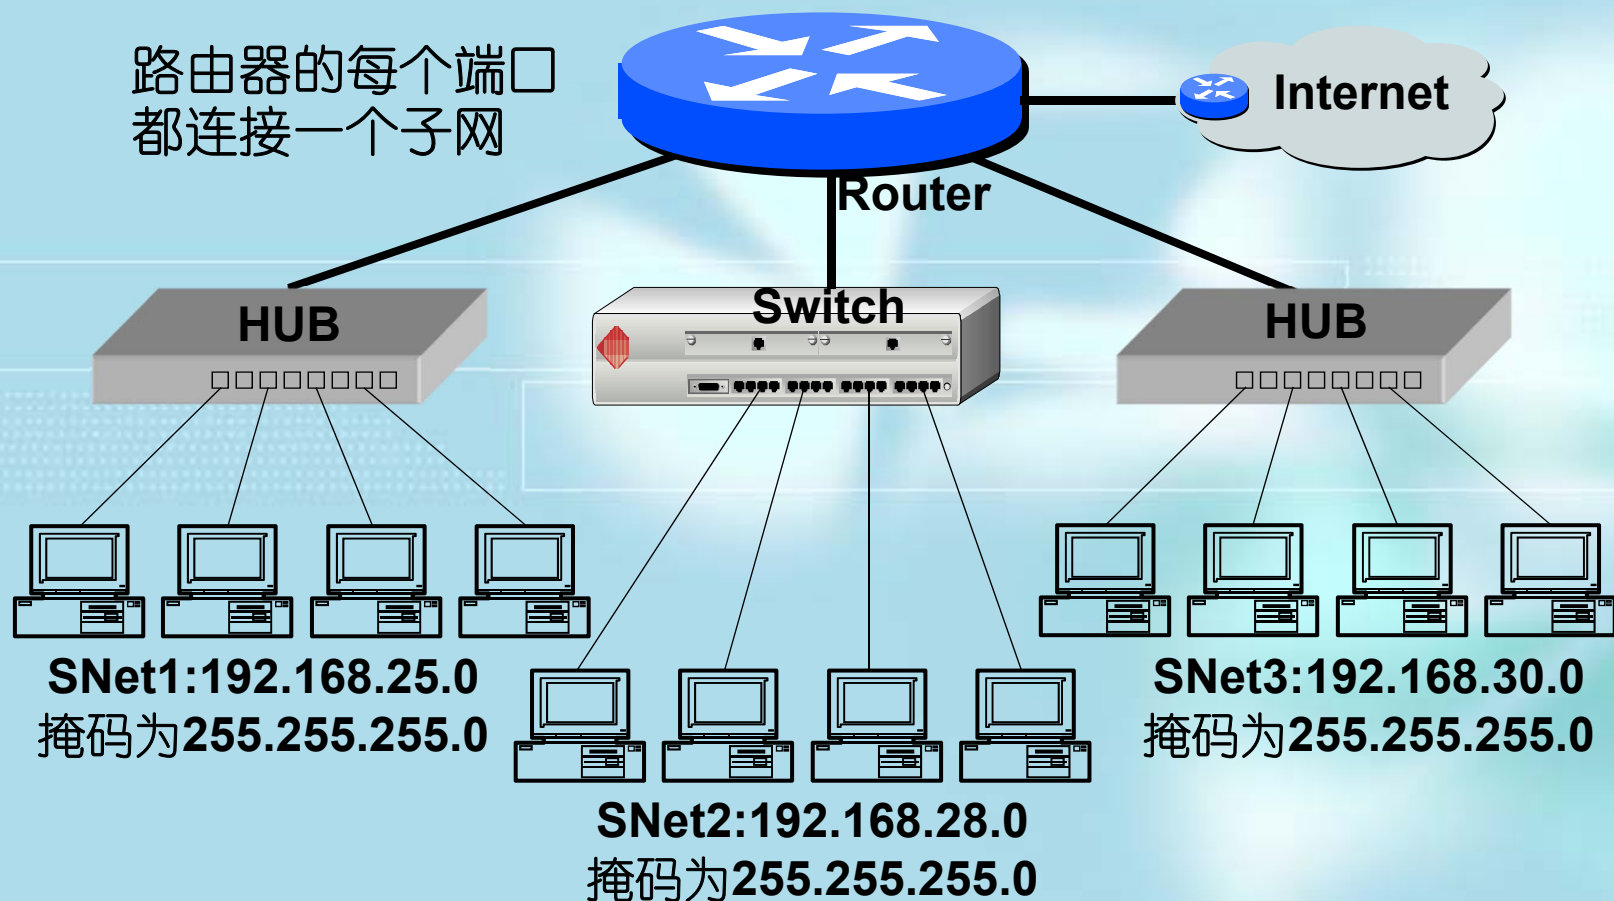 路由器的每个端口
都连接一个子网
Internet
Router
HUB
Switch
HUB
SNet1:192.168.25.0
掩码为255.255.255.0
SNet2:192.168.28.0
掩码为255.255.255.0
SNet3:192.168.30.0
掩码为255.255.255.0